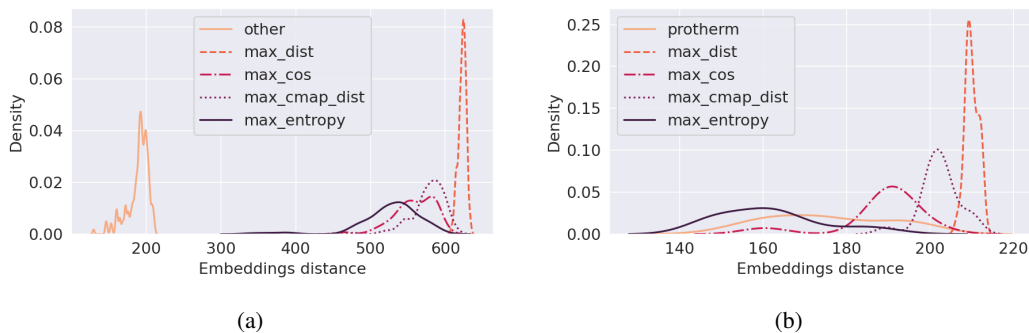 other
max_dist
max_cos
max_cmap_dist
max_entropy
0.08
0.06
0.04
0.02
0.00
Density
200 300 400 500 600
Embeddings distance
(a)
protherm
max_dist
max_cos
max_cmap_dist
max_entropy
0.25
0.20
0.15
0.10
0.05
0.00
Density
140 160 180 200 220
Embeddings distance
(b)